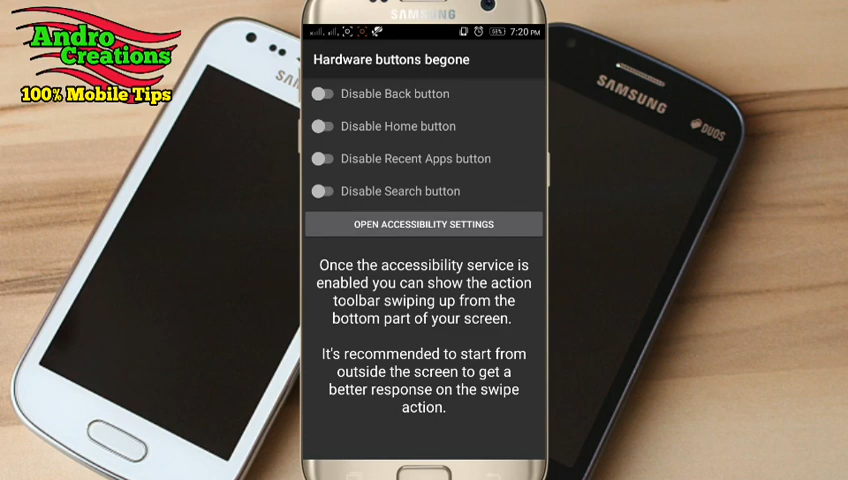 Andro
Creations
100% Mobile Tips
SAMSUNG
7:20 PM
Hardware buttons begone
Disable Back button
Disable Home button
Disable Recent Apps button
Disable Search button
OPEN ACCESSIBILITY SETTINGS
Once the accessibility service is
enabled you can show the action
toolbar swiping up from the
bottom part of your screen.
It's recommended to start from
outside the screen to get a
better response on the swipe
action.
SAMS
SAMSUNG
DUOS